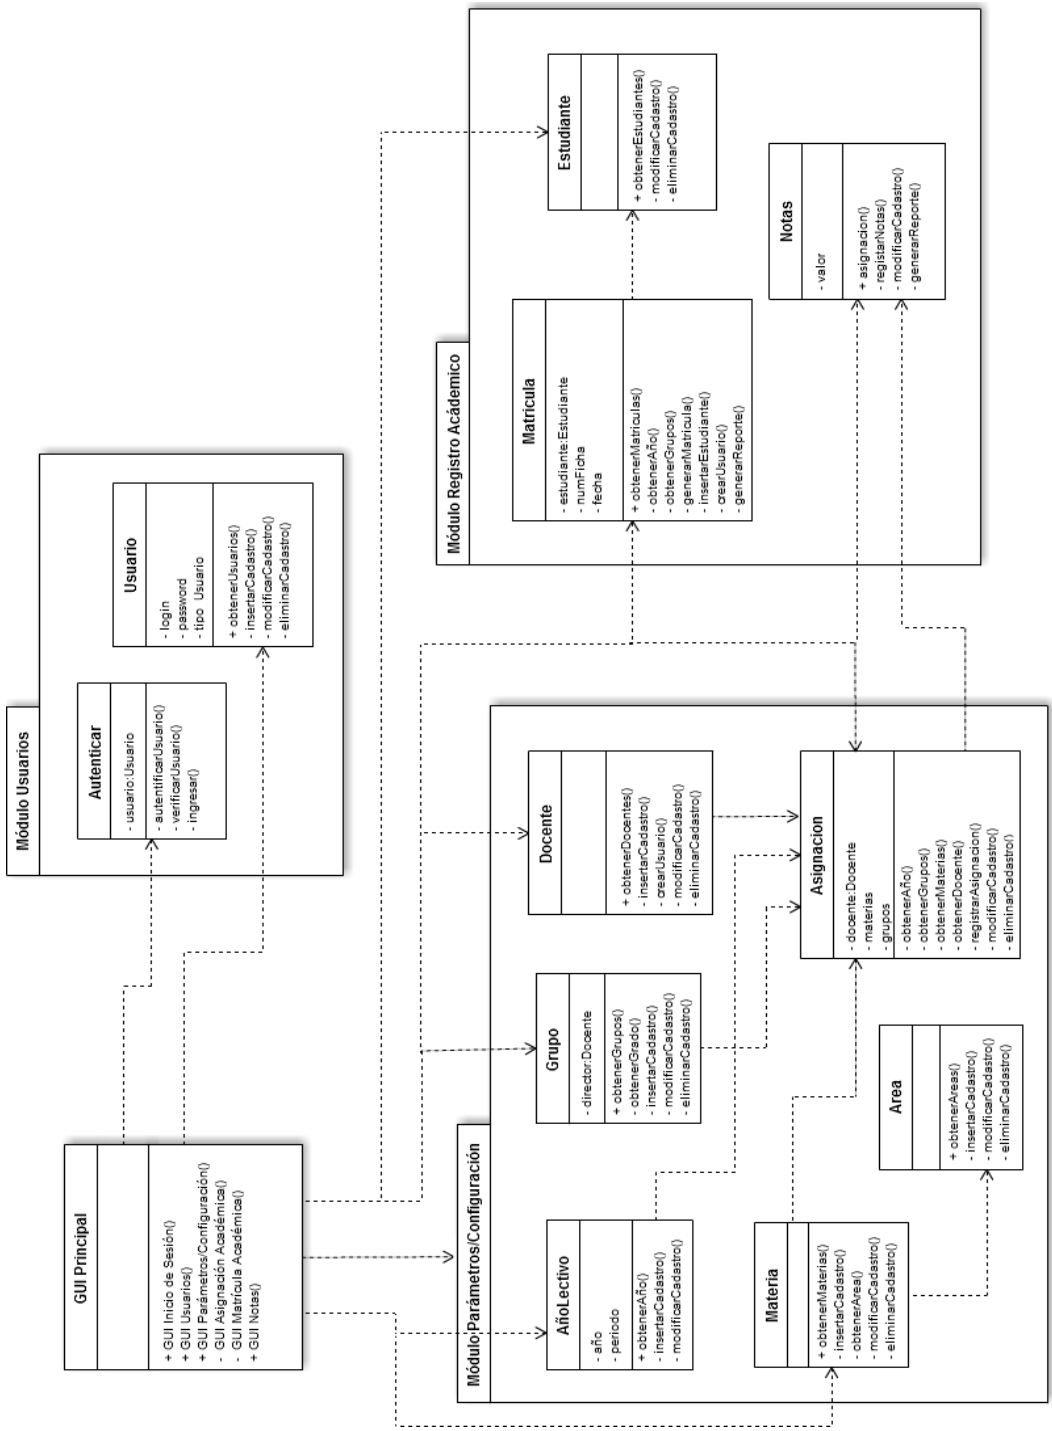 GUI Principal
+ GUI Inicio de Sesión()
+ GUI Usuarios()
+ GUI Parámetros/Configuración()
- GUI Asignación Académica()
- GUI Matrícula Académica()
+ GUI Notas()
Módulo Usuarios
Autenticar
- usuario:Usuario
- autentificarUsuario()
- verificarUsuario()
- ingresar()
Usuario
- login
- password
- tipo Usuario
+ obtenerUsuarios()
- insertarCadastro()
- modificarCadastro()
- eliminarCadastro()
Módulo Parámetros/Configuración
AñoLectivo
- año
- periodo
+ obtenerAño()
- insertarCadastro()
- modificarCadastro()
Grupo
- director:Docente
+ obtenerGrupos()
- obtenerGrado()
- insertarCadastro()
- modificarCadastro()
- eliminarCadastro()
Docente
+ obtenerDocentes()
- insertarCadastro()
- crearUsuario()
- modificarCadastro()
- eliminarCadastro()
Materia
+ obtenerMaterias()
- insertarCadastro()
- obtenerArea()
- modificarCadastro()
- eliminarCadastro()
Area
+ obtenerAreas()
- insertarCadastro()
- modificarCadastro()
- eliminarCadastro()
Asignacion
- docente:Docente
- materias
- grupos
- obtenerAño()
- obtenerGrupos()
- obtenerMaterias()
- obtenerDocente()
- registrarAsignacion()
- modificarCadastro()
- eliminarCadastro()
Módulo Registro Acádemico
Matricula
- estudiante:Estudiante
- numFicha
- fecha
+ obtenerMatriculas()
- obtenerAño()
- obtenerGrupos()
- generarMatricula()
- insertarEstudiante()
- crearUsuario()
- generarReporte()
Estudiante
+ obtenerEstudiantes()
- modificarCadastro()
- eliminarCadastro()
Notas
- valor
+ asignacion()
- registarNotas()
- modificarCadastro()
- generarReporte()